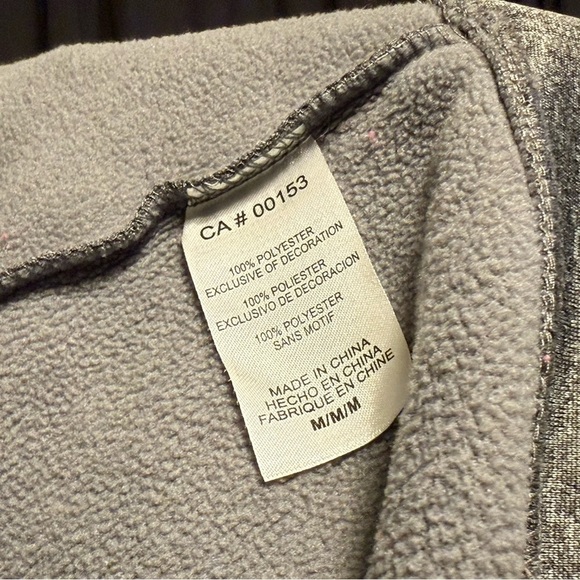 CA # 00153
100% POLYESTER
EXCLUSIVE OF DECORATION
100% POLIESTER
EXCLUSIVO DE DECORACION
100% POLYESTER
SANS MOTIF
MADE IN CHINA
HECHO EN CHINA
FABRIQUE EN CHINE
M/M/M